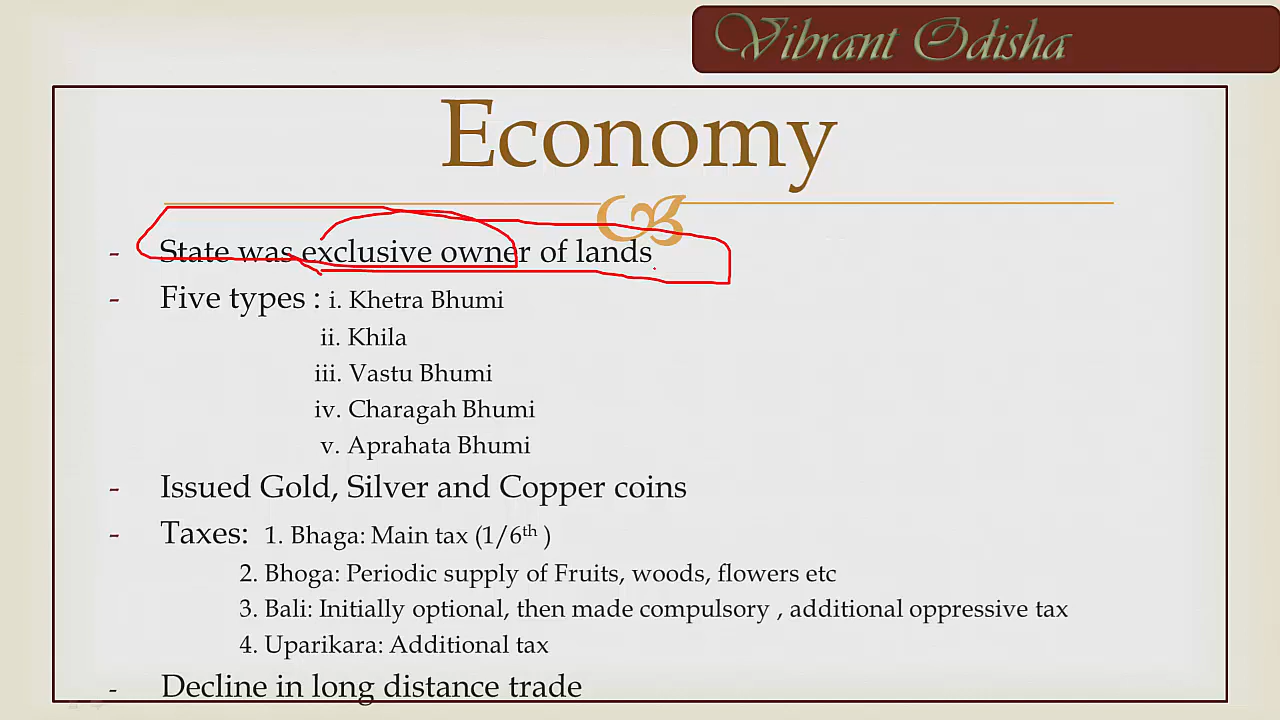 Vibrant Odisha
Economy
- State was exclusive owner of lands
- Five types : i. Khetra Bhumi
ii. Khila
iii. Vastu Bhumi
iv. Charagah Bhumi
v. Aprahata Bhumi
- Issued Gold, Silver and Copper coins
- Taxes: 1. Bhaga: Main tax (1/6th )
2. Bhoga: Periodic supply of Fruits, woods, flowers etc
3. Bali: Initially optional, then made compulsory , additional oppressive tax
4. Uparikara: Additional tax
- Decline in long distance trade